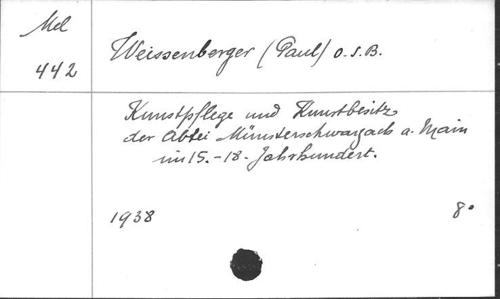 Mel
442
Weissenberger (Paul) O.S.B.
Kunstpflege und Kunstbesitz
der Abtei Münsterschwarzach a. Main
im 15.-18. Jahrhundert.
1938 8°